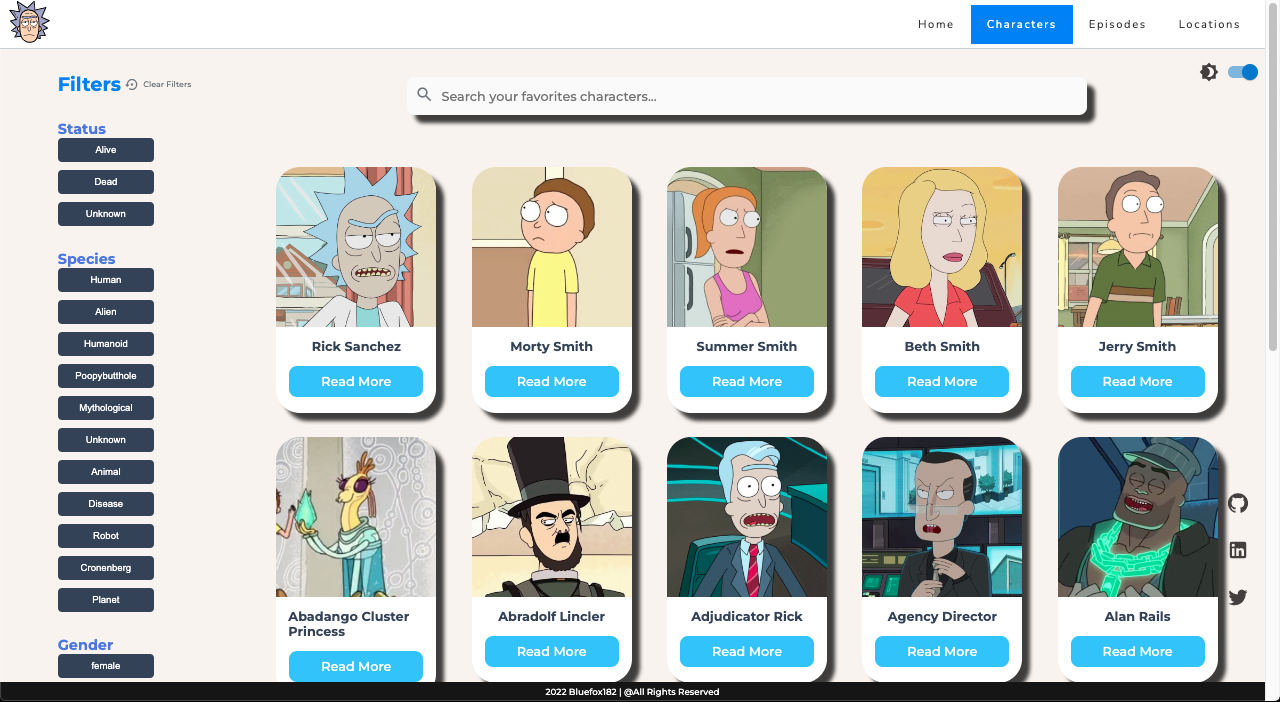 Home
Characters
Episodes
Locations
Filters
Clear Filters
Search your favorites characters...
Status
Alive
Dead
Unknown
Species
Human
Alien
Humanoid
Poopybutthole
Mythological
Unknown
Animal
Disease
Robot
Cronenberg
Planet
Gender
female
Rick Sanchez
Read More
Morty Smith
Read More
Summer Smith
Read More
Beth Smith
Read More
Jerry Smith
Read More
Abadango Cluster
Princess
Read More
Abradolf Lincler
Read More
Adjudicator Rick
Read More
Agency Director
Read More
Alan Rails
Read More
2022 Bluefox182 | @All Rights Reserved